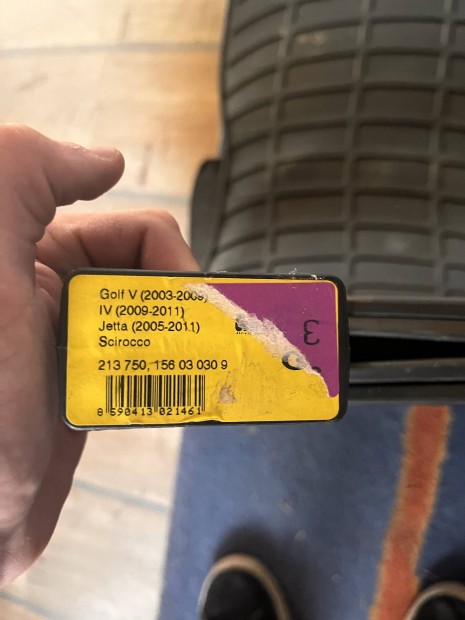 Golf V (2003-2009)
IV (2009-2011)
Jetta (2005-2011)
Scirocco
213 750, 156 03 030 9
8 590413 021461
3